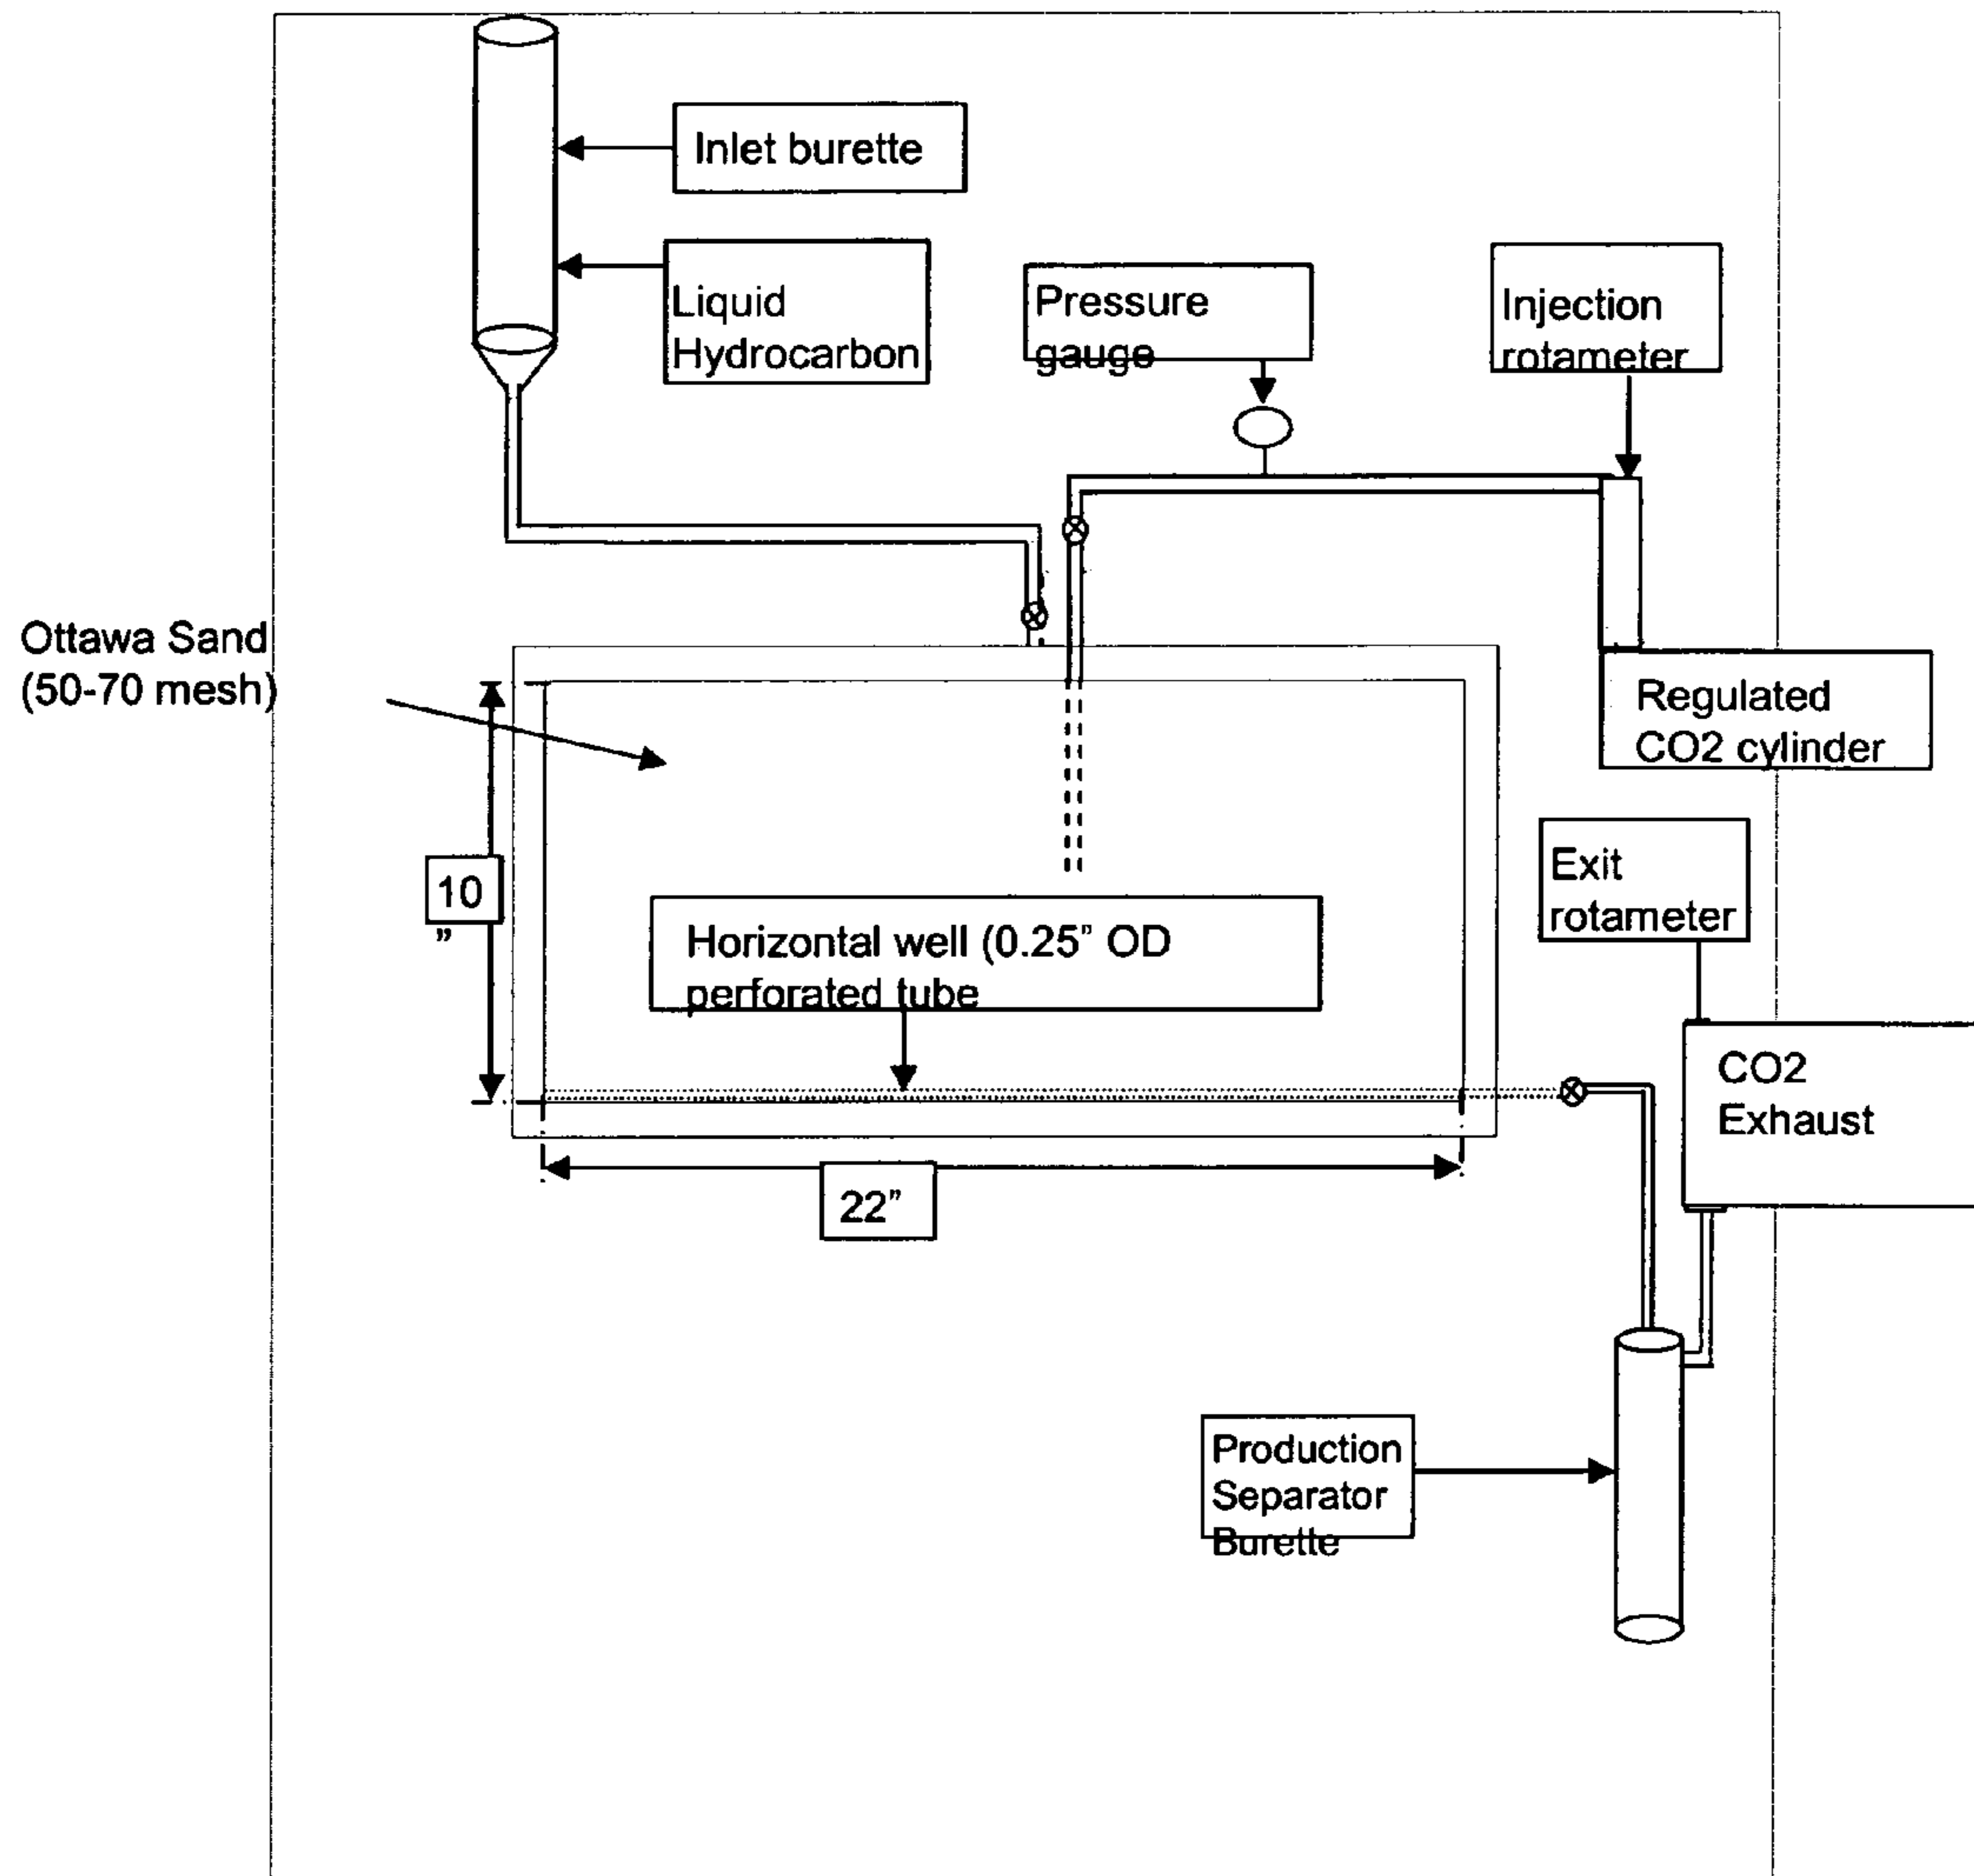 Inlet burette
Liquid
Hydrocarbon
Pressure
gauge
Injection
rotameter
Ottawa Sand
(50-70 mesh)
Regulated
CO2 cylinder
10
”
Exit
rotameter
Horizontal well (0.25” OD
perforated tube
CO2
Exhaust
22”
Production
Separator
Burette